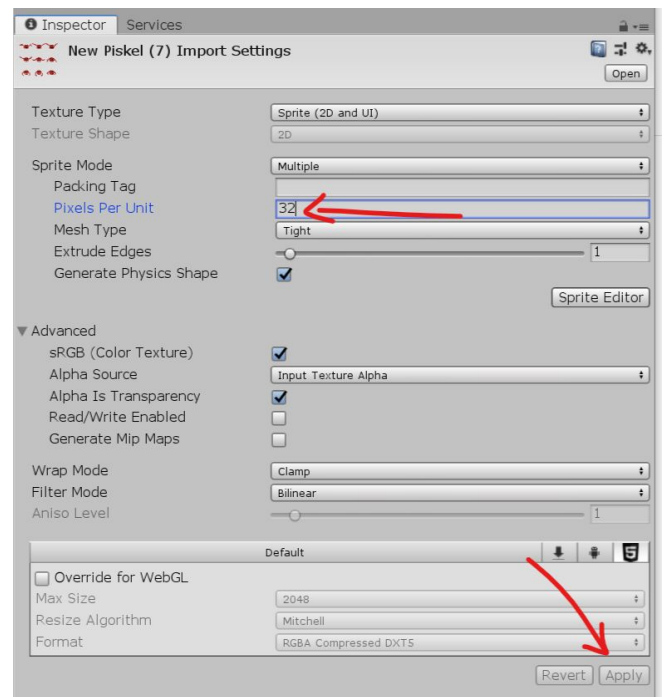 Inspector Services
New Piskel (7) Import Settings
Open
Texture Type Sprite (2D and UI)
Texture Shape 2D
Sprite Mode Multiple
Packing Tag
Pixels Per Unit 32
Mesh Type Tight
Extrude Edges 1
Generate Physics Shape
Sprite Editor
Advanced
sRGB (Color Texture)
Alpha Source Input Texture Alpha
Alpha Is Transparency
Read/Write Enabled
Generate Mip Maps
Wrap Mode Clamp
Filter Mode Bilinear
Aniso Level 1
Default
Override for WebGL
Max Size 2048
Resize Algorithm Mitchell
Format RGBA Compressed DXT5
Revert Apply